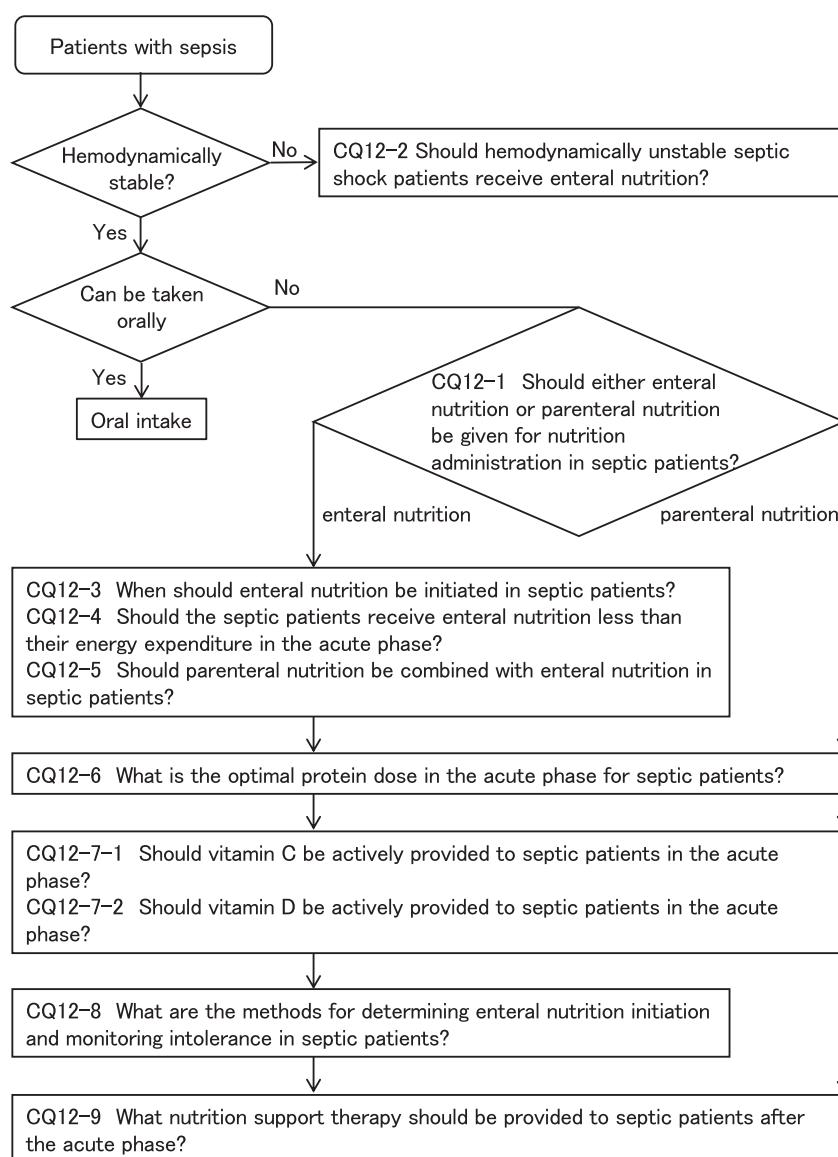 Patients with sepsis
Hemodynamically
stable?
No
CQ12-2 Should hemodynamically unstable septic
shock patients receive enteral nutrition?
Yes
Can be taken
orally
No
Yes
Oral intake
CQ12-1 Should either enteral
nutrition or parenteral nutrition
be given for nutrition
administration in septic patients?
enteral nutrition
parenteral nutrition
CQ12-3 When should enteral nutrition be initiated in septic patients?
CQ12-4 Should the septic patients receive enteral nutrition less than
their energy expenditure in the acute phase?
CQ12-5 Should parenteral nutrition be combined with enteral nutrition in
septic patients?
CQ12-6 What is the optimal protein dose in the acute phase for septic patients?
CQ12-7-1 Should vitamin C be actively provided to septic patients in the acute
phase?
CQ12-7-2 Should vitamin D be actively provided to septic patients in the acute
phase?
CQ12-8 What are the methods for determining enteral nutrition initiation
and monitoring intolerance in septic patients?
CQ12-9 What nutrition support therapy should be provided to septic patients after
the acute phase?